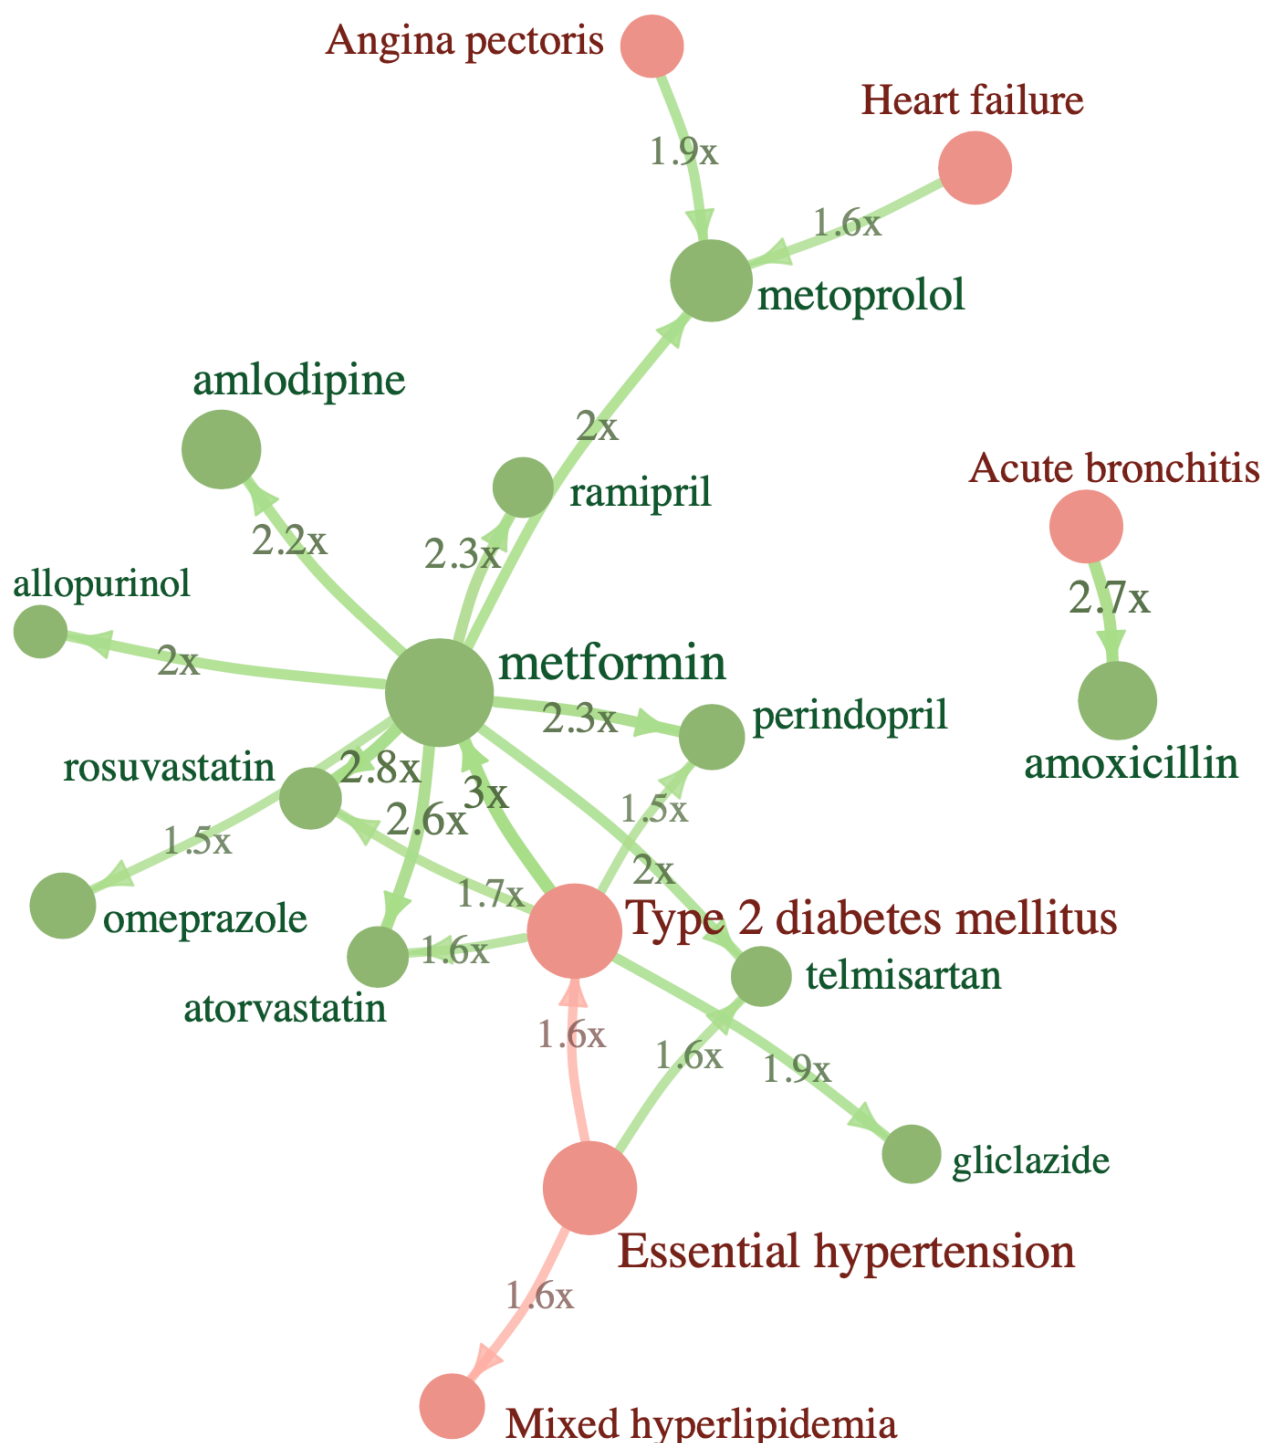 Angina pectoris
Heart failure
1.9x
1.6x
metoprolol
amlodipine
2x
Acute bronchitis
ramipril
2.2x
2.3x
allopurinol
2.7x
2x
metformin
perindopril
2.3x
rosuvastatin
2.8x
amoxicillin
3x
1.5x
2.6x
1.5x
2x
1.7x
omeprazole
Type 2 diabetes mellitus
1.6x
telmisartan
atorvastatin
1.6x
1.6x
1.9x
gliclazide
Essential hypertension
1.6x
Mixed hyperlipidemia